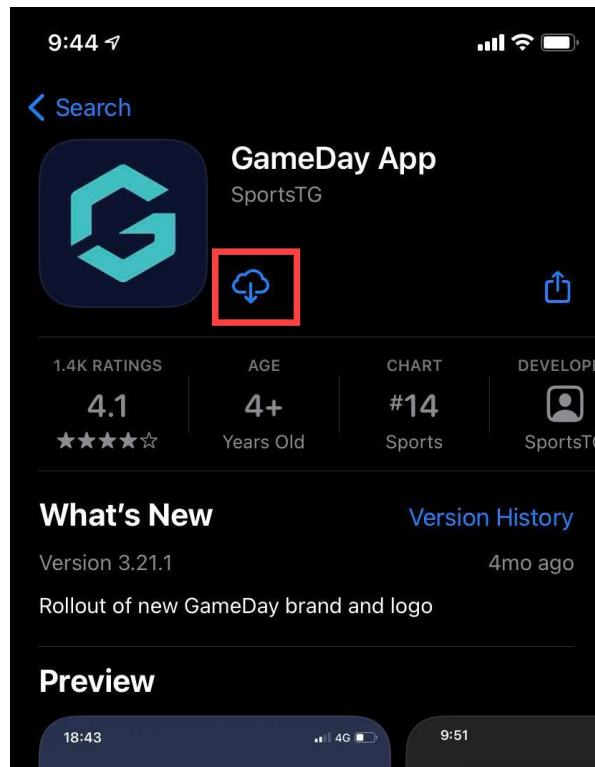 9:44
Search
GameDay App
SportsTG
1.4K RATINGS
4.1
AGE
4+
Years Old
CHART
#14
Sports
DEVELOPE
SportsTG
What's New
Version History
Version 3.21.1
4mo ago
Rollout of new GameDay brand and logo
Preview
18:43
4G
9:51